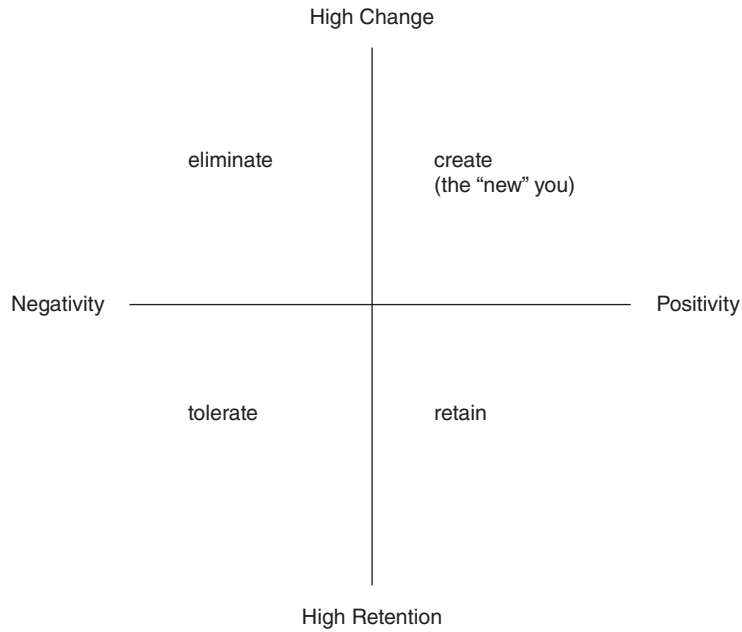 High Change
eliminate
create
(the “new” you)
Negativity
Positivity
tolerate
retain
High Retention